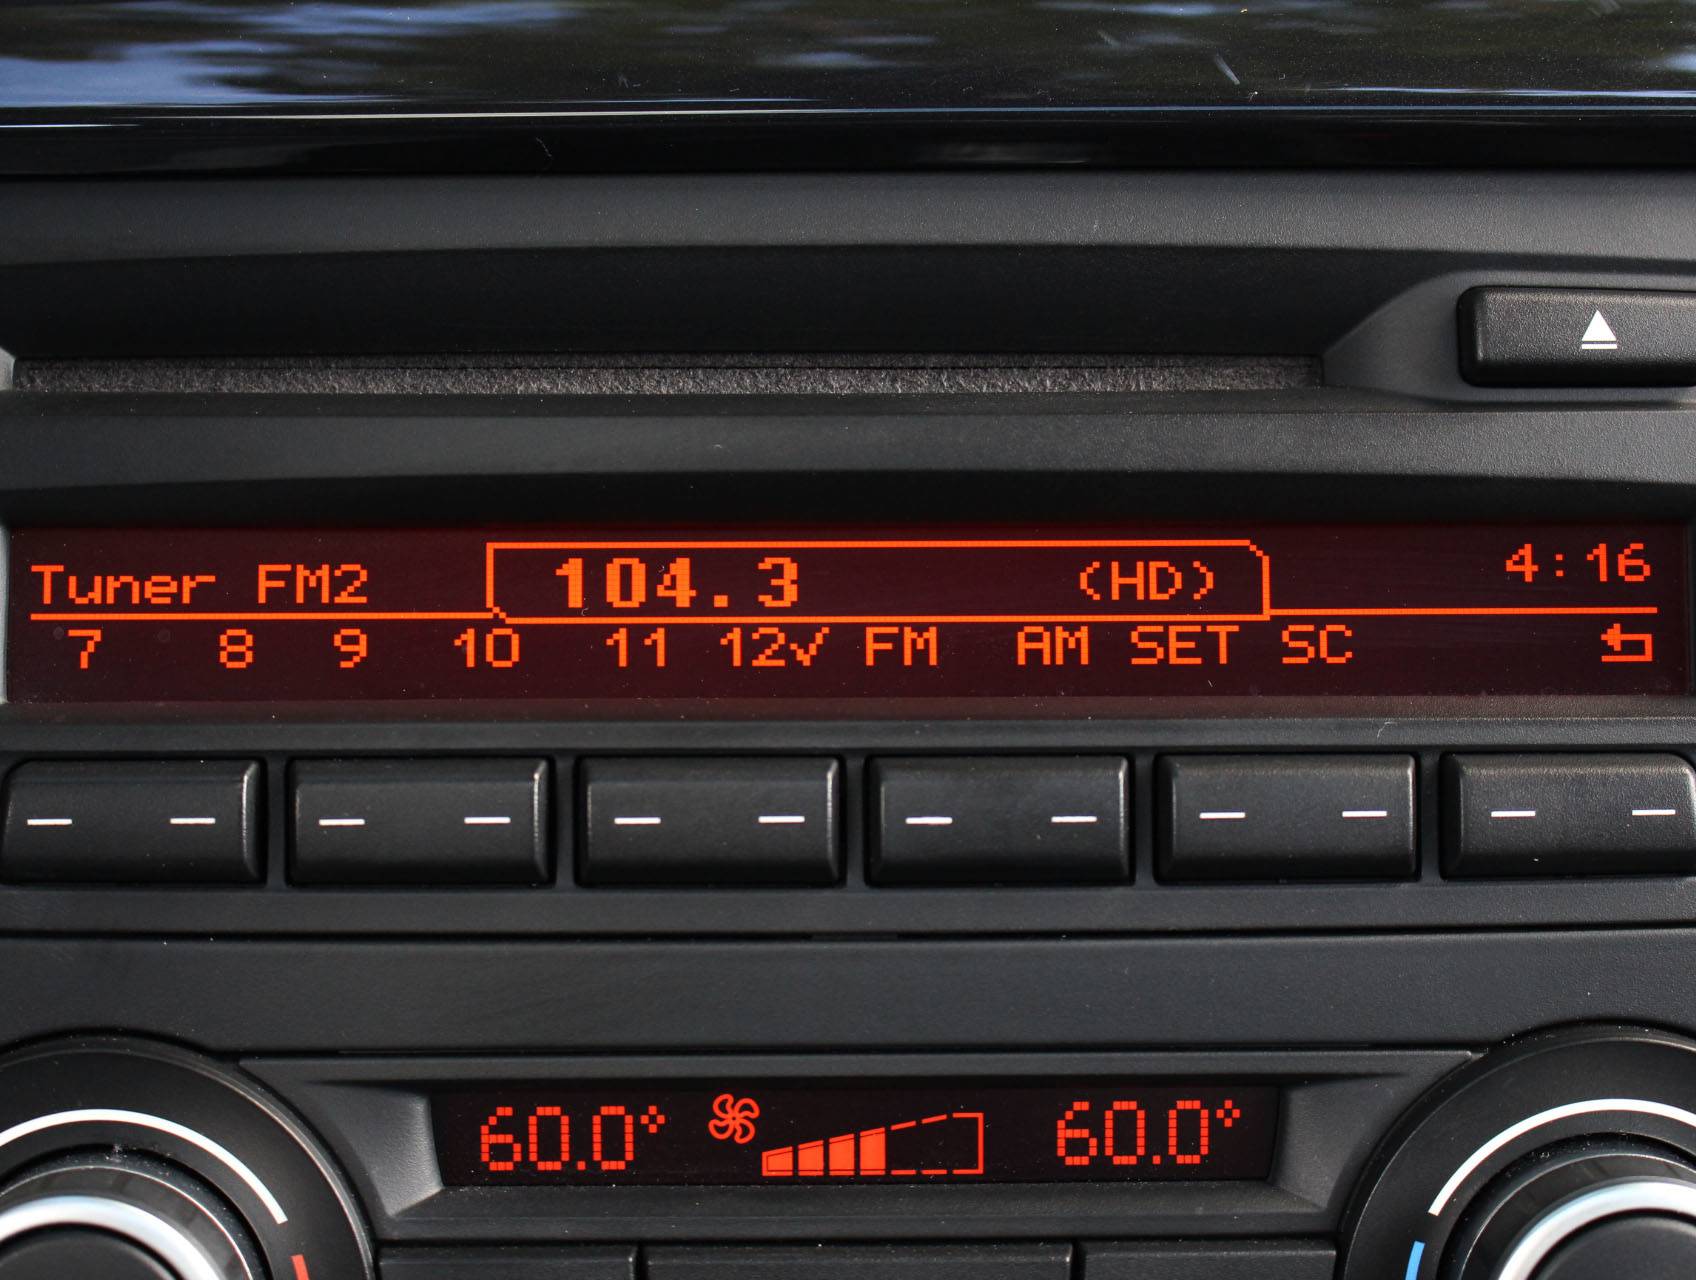 Tuner FM2 104.3 (HD) 4:16
7 8 9 10 11 12✓ FM AM SET SC
60.0° 60.0°